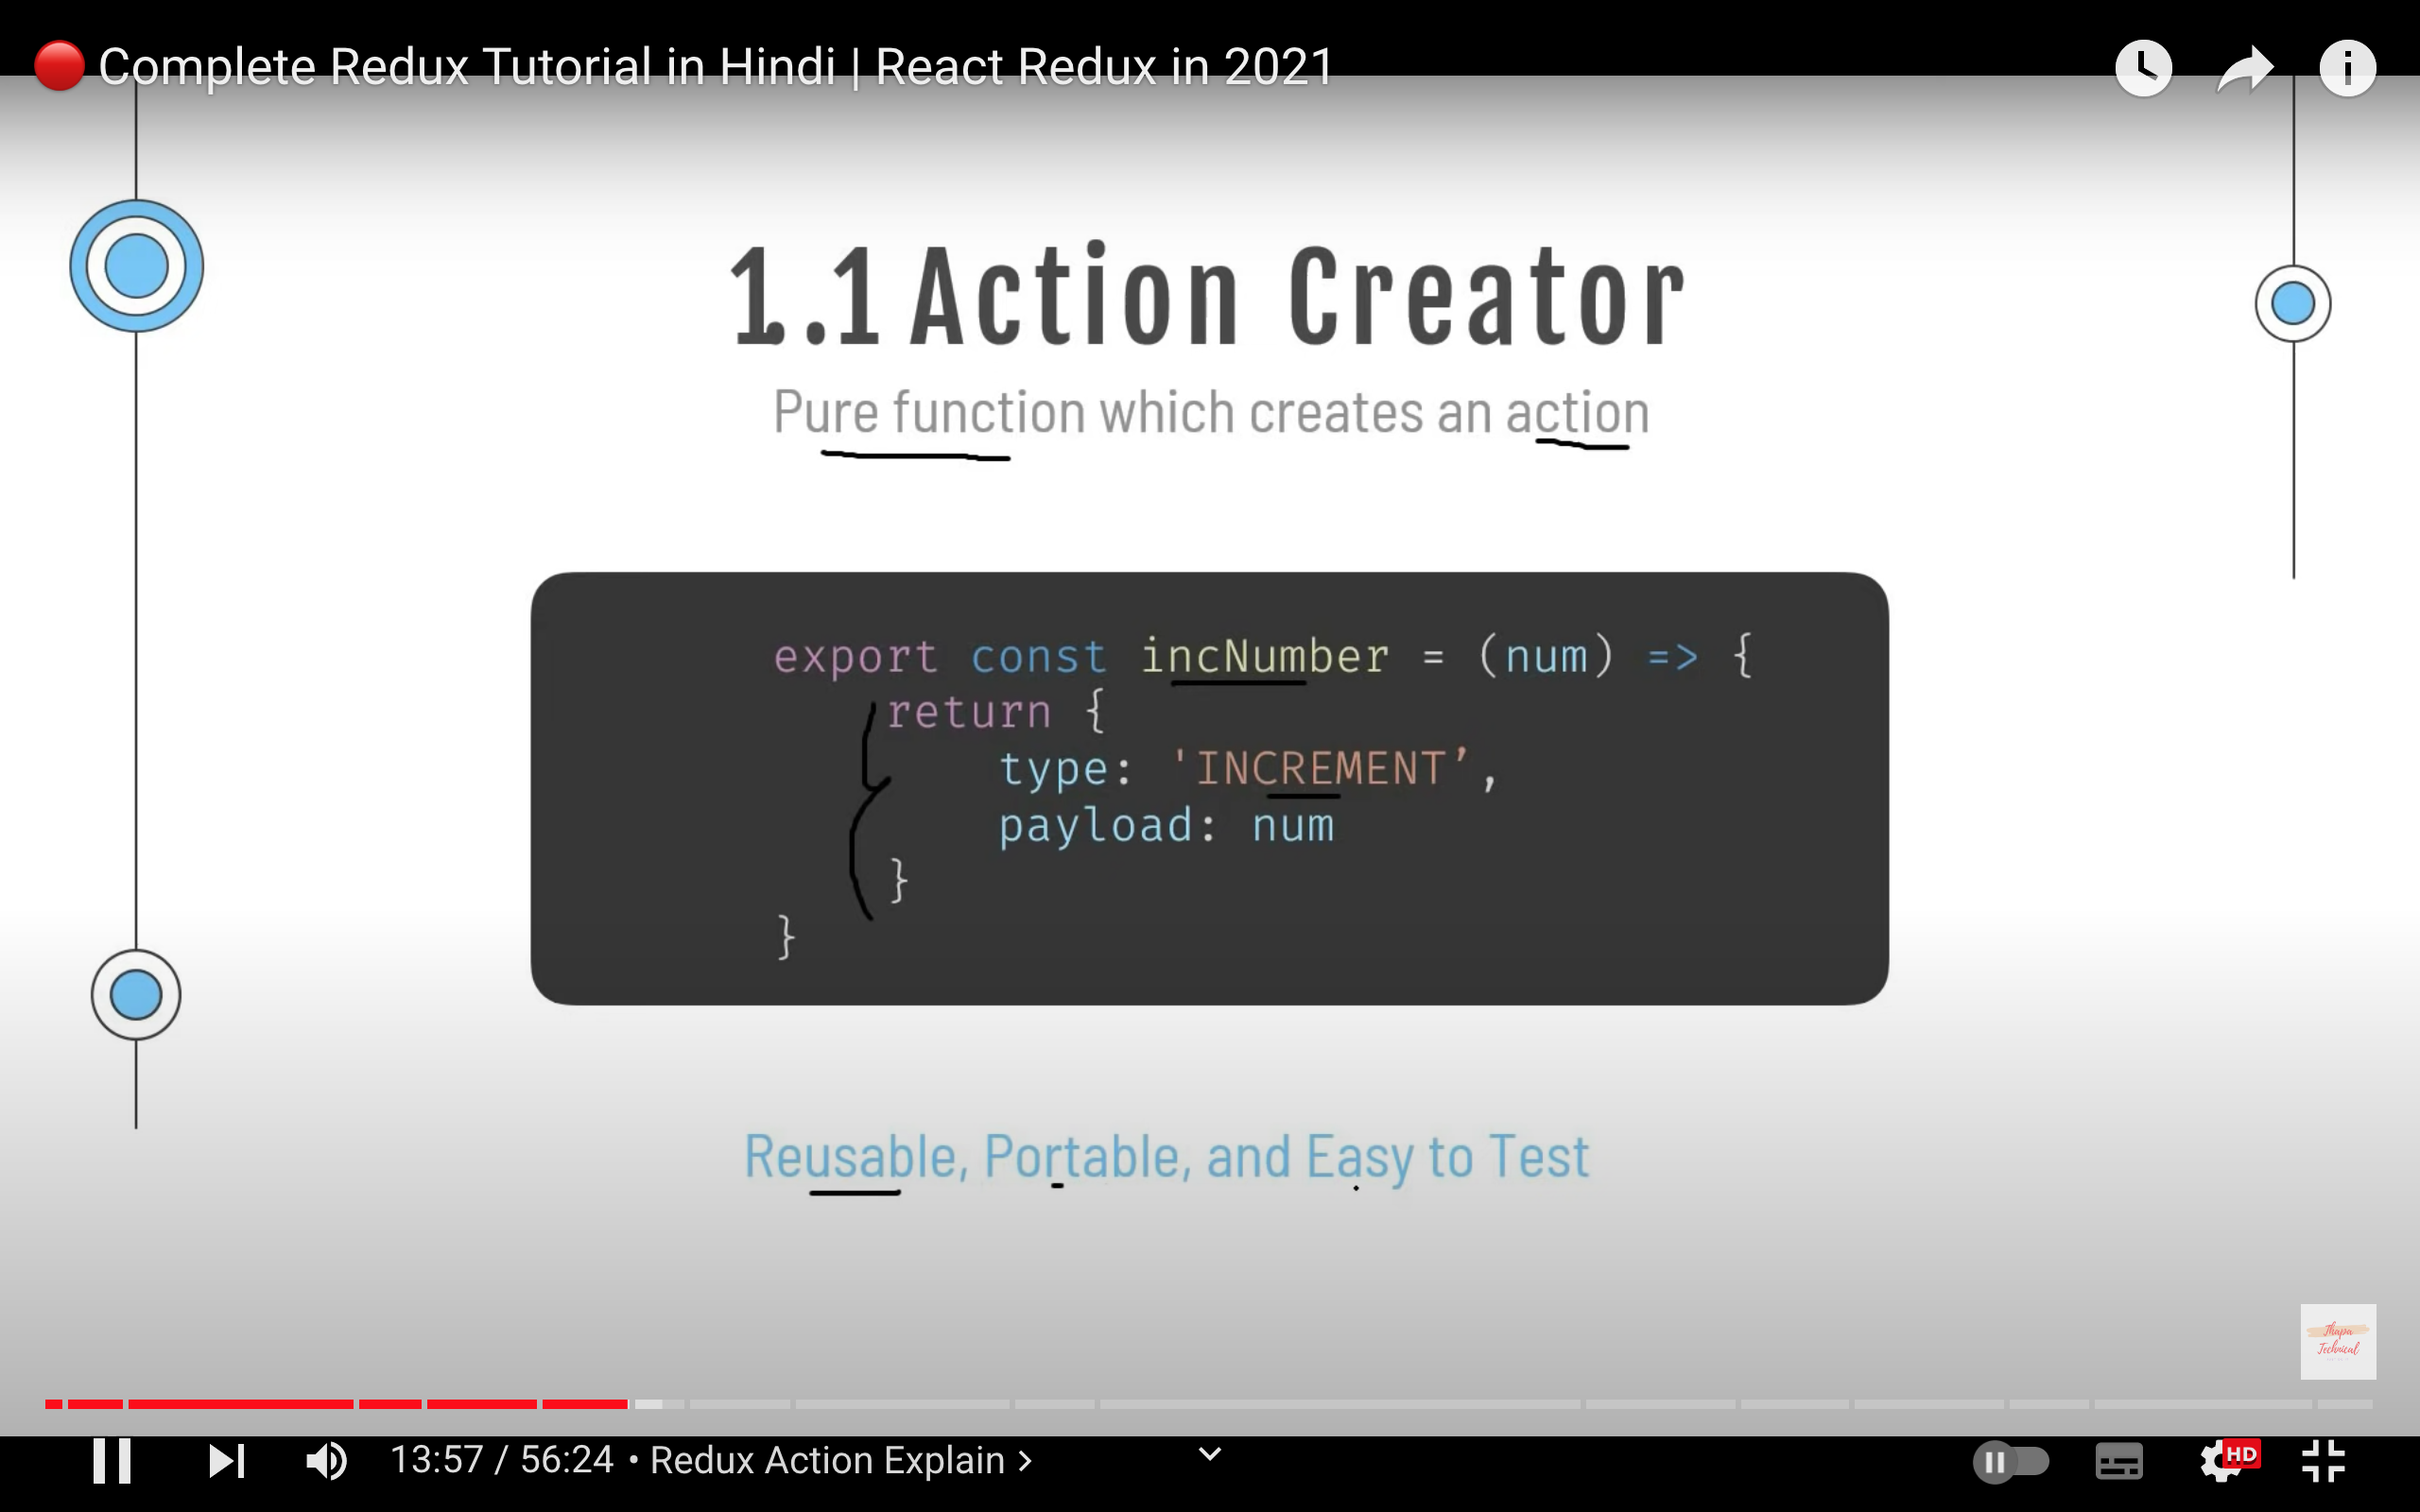 Complete Redux Tutorial in Hindi | React Redux in 2021
1.1 Action Creator
Pure function which creates an action
export const incNumber = (num) => {
return {
type: 'INCREMENT’,
payload: num
}
}
Reusable, Portable, and Easy to Test
Thapa
Technical
13:57 / 56:24 • Redux Action Explain >
HD